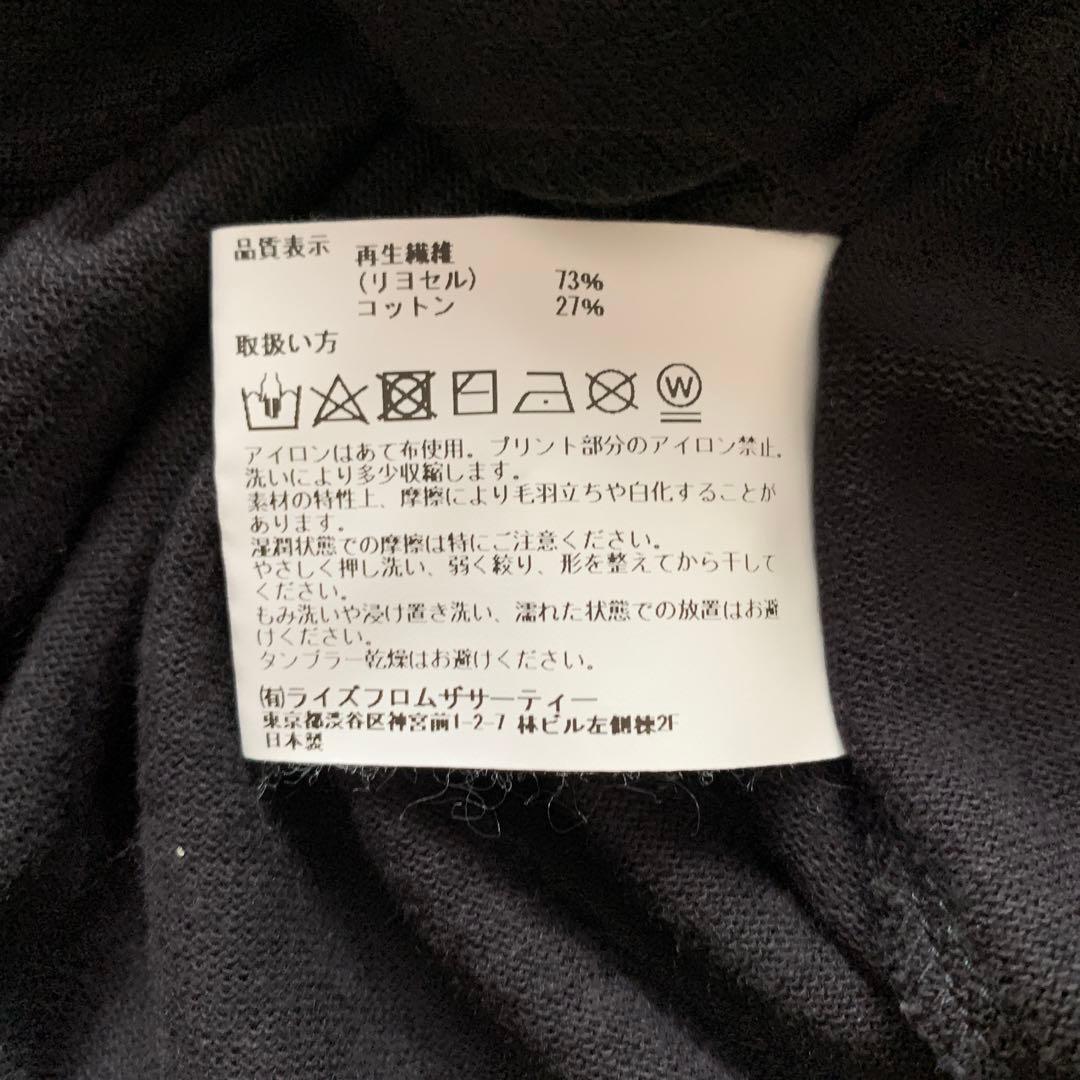 品質表示 再生繊維
(リヨセル) 73%
コットン 27%
取扱い方
W
アイロンはあて布使用。プリント部分のアイロン禁止。
洗いにより多少収縮します。
素材の特性上、摩擦により毛羽立ちや白化することが
あります。
湿潤状態での摩擦は特にご注意ください。
やさしく押し洗い、弱く絞り、形を整えてから干して
ください。
もみ洗いや浸け置き洗い、濡れた状態での放置はお避
けください。
タンブラー乾燥はお避けください。
㈲ライズフロムザサーティー
東京都渋谷区神宮前1-2-7 林ビル左側棟2F
日本製